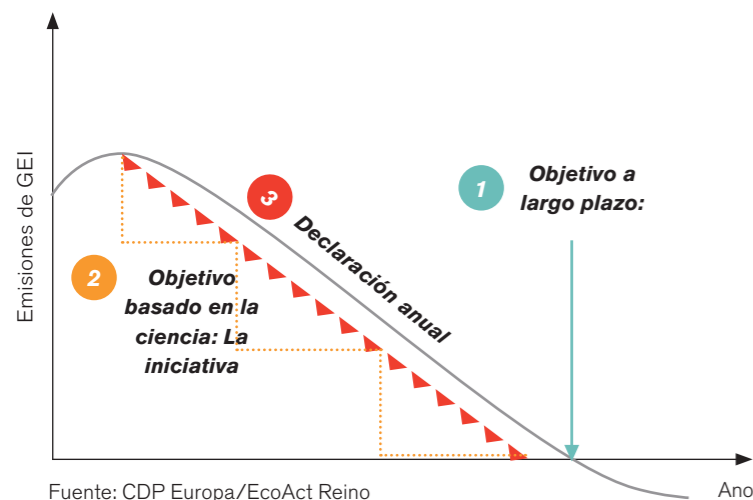 Emisiones de GEI
1
Objetivo a
largo plazo:
3
Declaración anual
2
Objetivo
basado en la
ciencia: La
iniciativa
Fuente: CDP Europa/EcoAct Reino
Ano